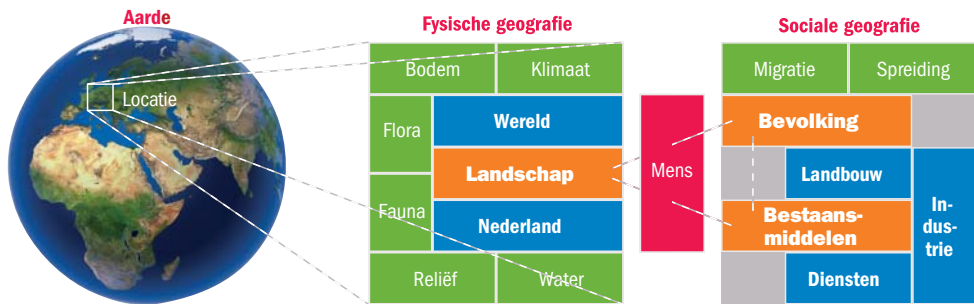 Aarde
Locatie
Fysische geografie
Bodem
Klimaat
Flora
Wereld
Landschap
Fauna
Nederland
Reliëf
Water
Mens
Sociale geografie
Migratie
Spreiding
Bevolking
Landbouw
Bestaans-
middelen
Diensten
In-
dus-
trie